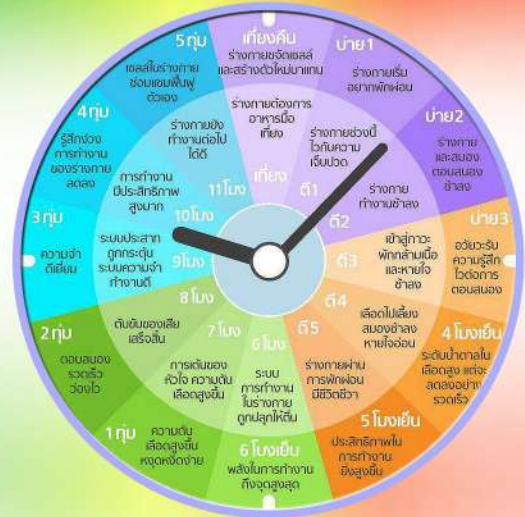 เที่ยงคืน
ร่างกายขจัดเซลล์
และสร้างตัวใหม่มาแทน
ร่างกายต้องการ
อาหารมื้อ
เที่ยง
เที่ยง
บ่าย1
ร่างกายเริ่ม
อยากพักผ่อน
ร่างกายช่วงนี้
ไวกับความ
เจ็บปวด
ตี1
บ่าย2
ร่างกาย
และสมอง
ตอบสนอง
ช้าลง
ร่างกาย
ทำงานช้าลง
ตี2
บ่าย3
อวัยวะรับ
ความรู้สึก
ไวต่อการ
ตอบสนอง
เข้าสู่ภาวะ
พักกล้ามเนื้อ
และหายใจ
ช้าลง
ตี3
4 โมงเย็น
ระดับน้ำตาลใน
เลือดสูง แต่จะ
ลดลงอย่าง
รวดเร็ว
เลือดไปเลี้ยง
สมองช้าลง
หายใจอ่อน
ตี4
5 โมงเย็น
ประสิทธิภาพใน
การทำงาน
ยิ่งสูงขึ้น
ร่างกายผ่าน
การพักผ่อน
มีชีวิตชีวา
ตี5
6 โมงเย็น
พลังในการทำงาน
ถึงจุดสูงสุด
6 โมง
ระบบ
การทำงาน
ในร่างกาย
ถูกปลุกให้ตื่น
1 ทุ่ม
ความดัน
เลือดสูงขึ้น
หงุดหงิดง่าย
7 โมง
การเต้นของ
หัวใจ ความดัน
เลือดสูงขึ้น
2 ทุ่ม
ตอบสนอง
รวดเร็ว
ว่องไว
8 โมง
ตับขับของเสีย
เสร็จสิ้น
3 ทุ่ม
ความจำ
ดีเยี่ยม
ระบบประสาท
ถูกกระตุ้น
ระบบความจำ
ทำงานดี
9โมง
4 ทุ่ม
รู้สึกง่วง
การทำงาน
ของร่างกาย
ลดลง
การทำงาน
มีประสิทธิภาพ
สูงมาก
10โมง
5 ทุ่ม
เซลล์ในร่างกาย
ซ่อมแซมฟื้นฟู
ตัวเอง
ร่างกายยัง
ทำงานต่อไป
ได้ดี
11โมง